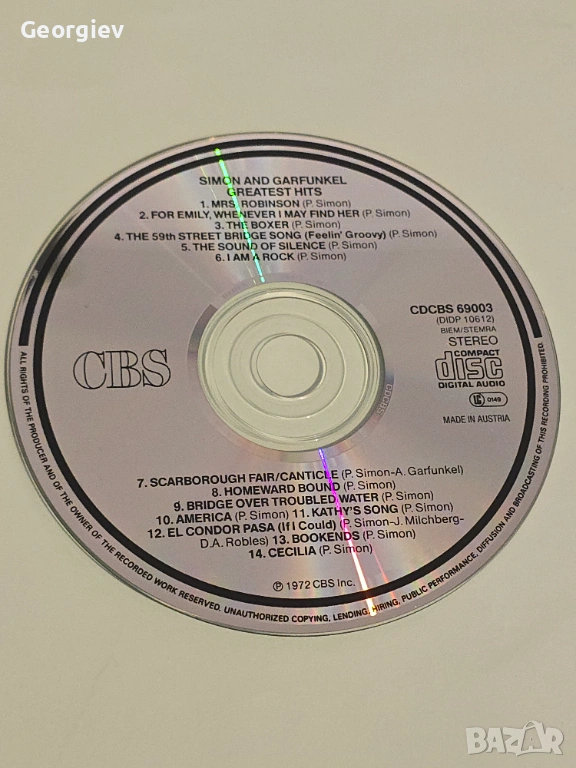 Georgiev
SIMON AND GARFUNKEL
GREATEST HITS
1. MRS. ROBINSON (P. Simon)
2. FOR EMILY, WHENEVER I MAY FIND HER (P. Simon)
3. THE BOXER (P. Simon)
4. THE 59th STREET BRIDGE SONG (Feelin' Groovy) (P. Simon)
5. THE SOUND OF SILENCE (P. Simon)
6. I AM A ROCK (P. Simon)
CBS
CDCBS 69003
(DIDP 10612)
BIEM/STEMRA
STEREO
COMPACT
disc
DIGITAL AUDIO
LC 0149
MADE IN AUSTRIA
CDCBS
7. SCARBOROUGH FAIR/CANTICLE (P. Simon-A. Garfunkel)
8. HOMEWARD BOUND (P. Simon)
9. BRIDGE OVER TROUBLED WATER (P. Simon)
10. AMERICA (P. Simon) 11. KATHY'S SONG (P. Simon)
12. EL CONDOR PASA (If I Could) (P. Simon-J. Milchberg-
D.A. Robles) 13. BOOKENDS (P. Simon)
14. CECILIA (P. Simon)
℗ 1972 CBS Inc.
ALL RIGHTS OF THE PRODUCER AND OF THE OWNER OF THE RECORDED WORK RESERVED. UNAUTHORIZED COPYING, LENDING, HIRING, PUBLIC PERFORMANCE, DIFFUSION AND BROADCASTING OF THIS RECORDING PROHIBITED.
BAZAR